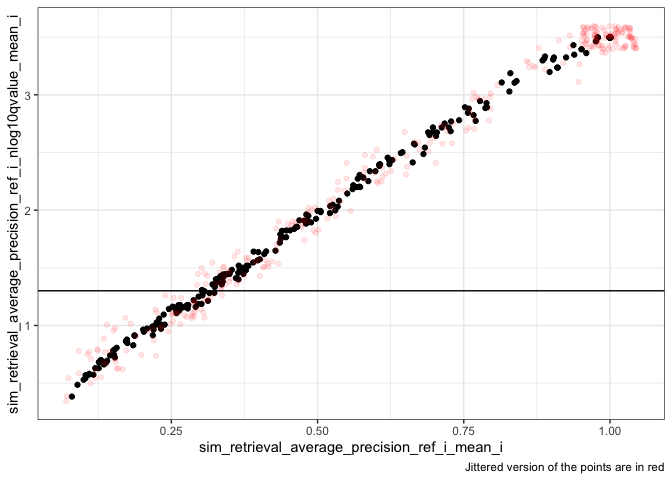 sim_retrieval_average_precision_ref_i_nlog10qvalue_mean_i
3
2
1
0.25
0.50
0.75
1.00
sim_retrieval_average_precision_ref_i_mean_i
Jittered version of the points are in red